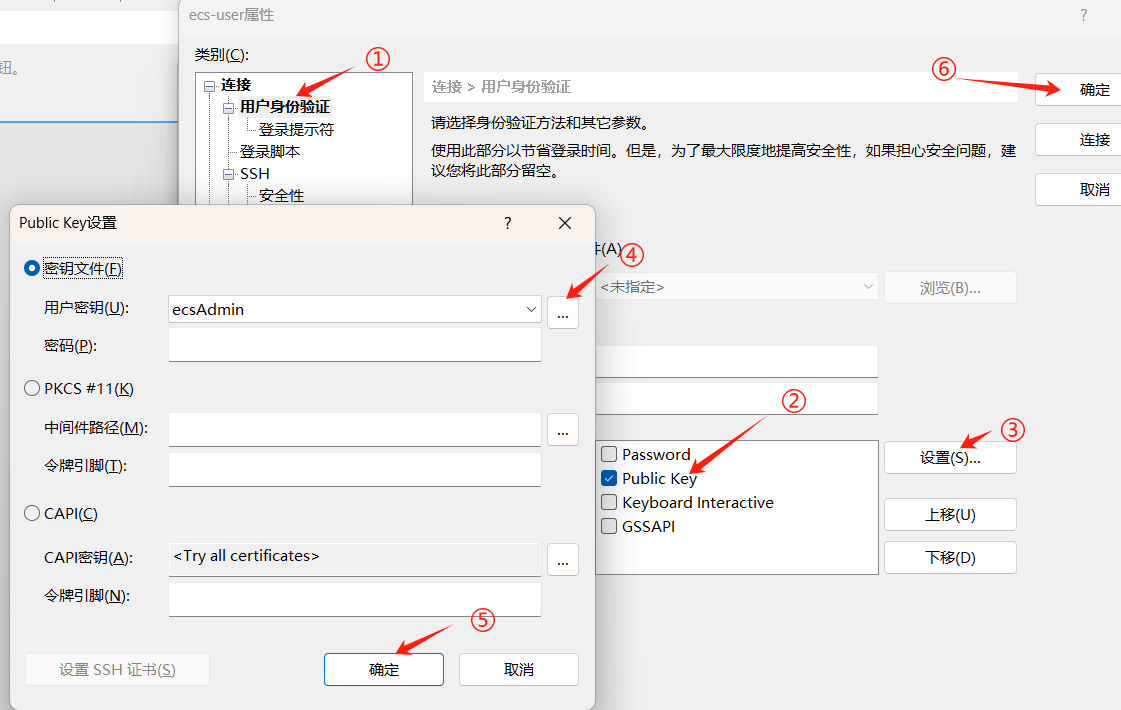 ecs-user属性
?
类别(C):
①
⑥
钮。
连接
连接 > 用户身份验证
确定
用户身份验证
登录提示符
请选择身份验证方法和其它参数。
连接
登录脚本
使用此部分以节省登录时间。但是，为了最大限度地提高安全性，如果担心安全问题，建
议您将此部分留空。
SSH
取消
安全性
Public Key设置
?
(A)
④
密钥文件(F)
<未指定>
浏览(B)...
用户密钥(U):
ecsAdmin
...
密码(P):
PKCS #11(K)
②
中间件路径(M):
...
③
Password
设置(S)...
令牌引脚(T):
Public Key
Keyboard Interactive
CAPI(C)
上移(U)
GSSAPI
CAPI密钥(A):
<Try all certificates>
...
下移(D)
令牌引脚(N):
⑤
设置 SSH 证书(S)
确定
取消